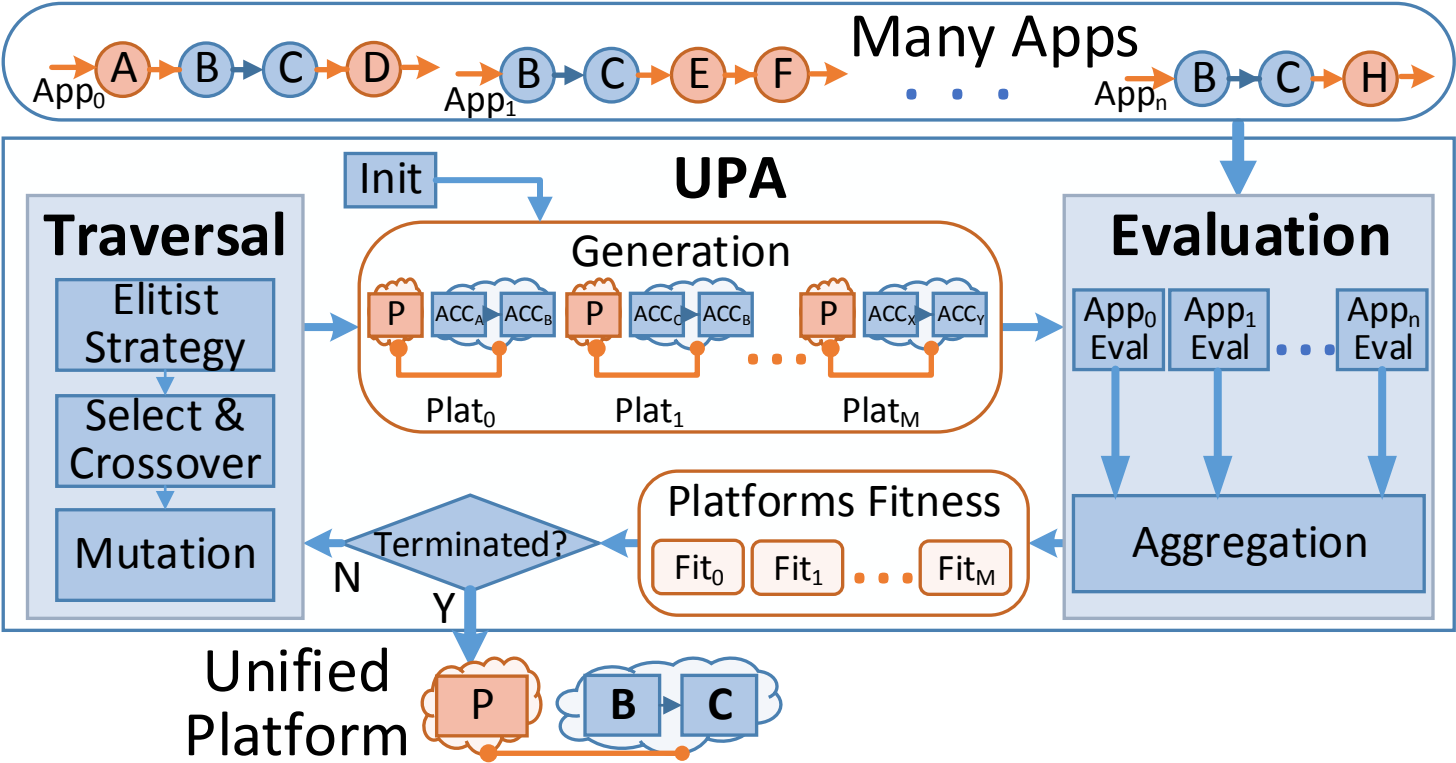 Many Apps
App0 A B C D
App1 B C E F
. . .
Appn B C H
UPA
Init
Traversal
Elitist
Strategy
Select &
Crossover
Mutation
Generation
P ACCA ACCB
Plat0
P ACCC ACCB
Plat1
....
P ACCX ACCY
PlatM
Evaluation
App0
Eval
App1
Eval
...
Appn
Eval
Aggregation
Platforms Fitness
Fit0 Fit1 ... FitM
Terminated?
N
Y
Unified
Platform
P B C